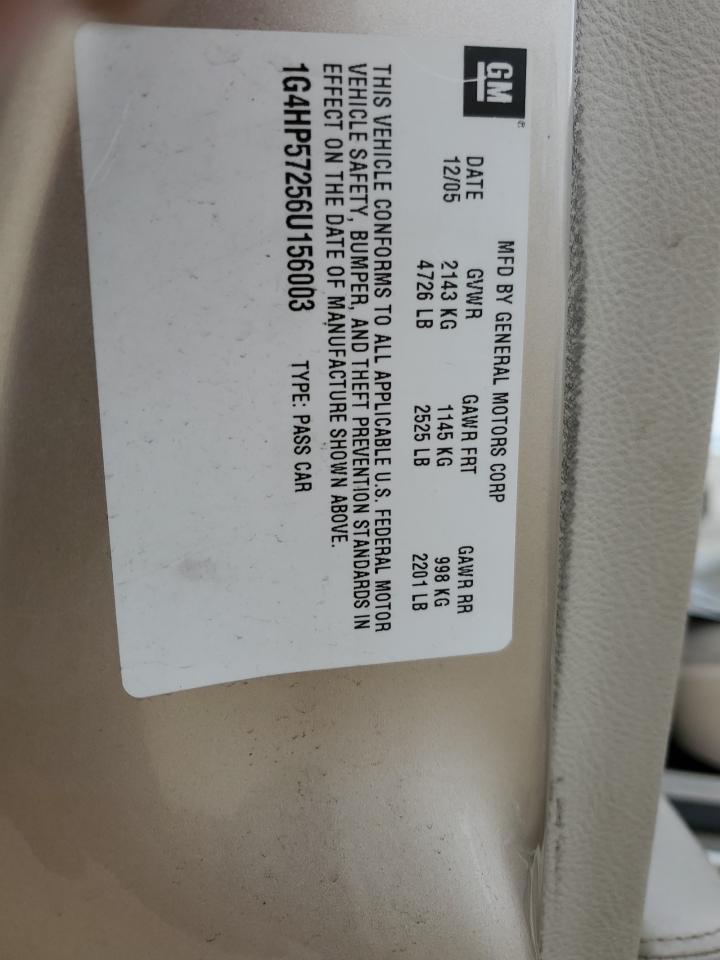 GM
MFD BY GENERAL MOTORS CORP
DATE GVWR GAWR FRT GAWR RR
12/05 2143 KG 1145 KG 998 KG
4726 LB 2525 LB 2201 LB
THIS VEHICLE CONFORMS TO ALL APPLICABLE U.S. FEDERAL MOTOR
VEHICLE SAFETY, BUMPER, AND THEFT PREVENTION STANDARDS IN
EFFECT ON THE DATE OF MANUFACTURE SHOWN ABOVE.
1G4HP57256U156003 TYPE: PASS CAR